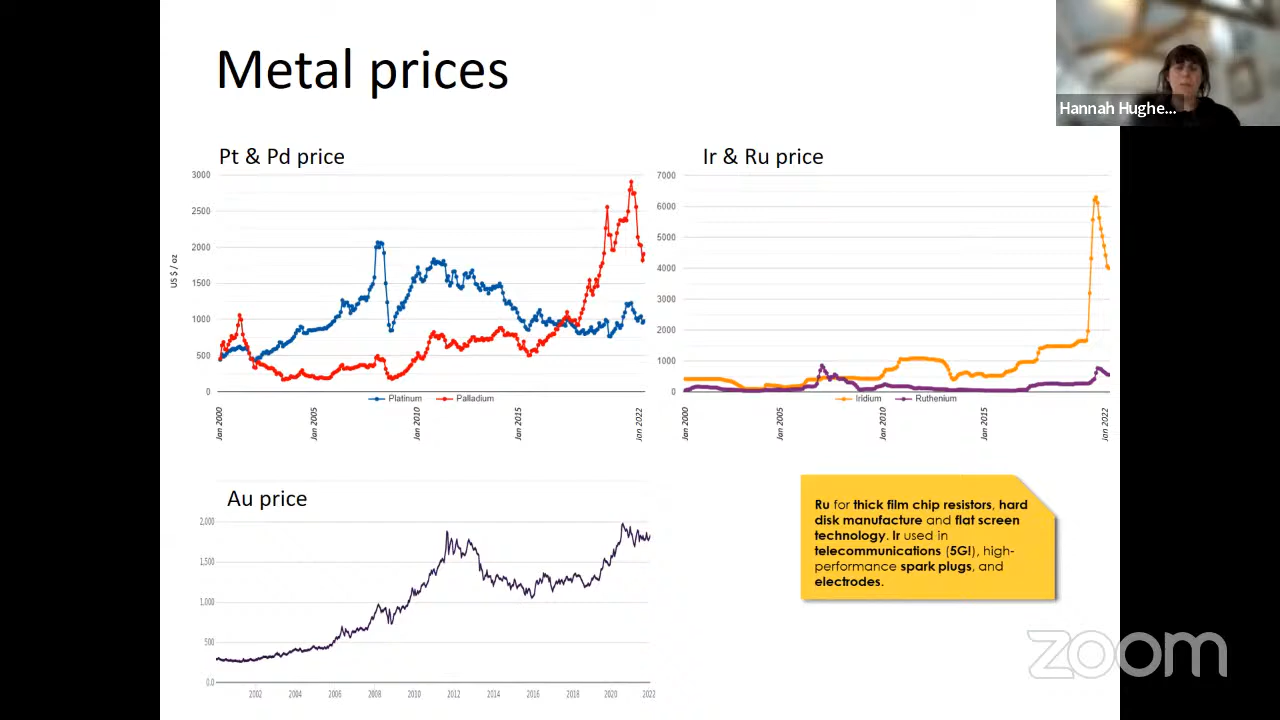 Metal prices
Hannah Hughe...
Pt & Pd price
3000
2500
2000
1500
1000
500
0
US $ / oz
Jan 2000
Jan 2005
Jan 2010
Jan 2015
Jan 2022
Platinum
Palladium
Ir & Ru price
7000
6000
5000
4000
3000
2000
1000
0
Jan 2000
Jan 2005
Jan 2010
Jan 2015
Jan 2022
Iridium
Ruthenium
Au price
2,000
1,500
1,000
500
0.0
2002
2004
2006
2008
2010
2012
2014
2016
2018
2020
2022
Ru for thick film chip resistors, hard
disk manufacture and flat screen
technology. Ir used in
telecommunications (5G!), high-
performance spark plugs, and
electrodes.
zoom